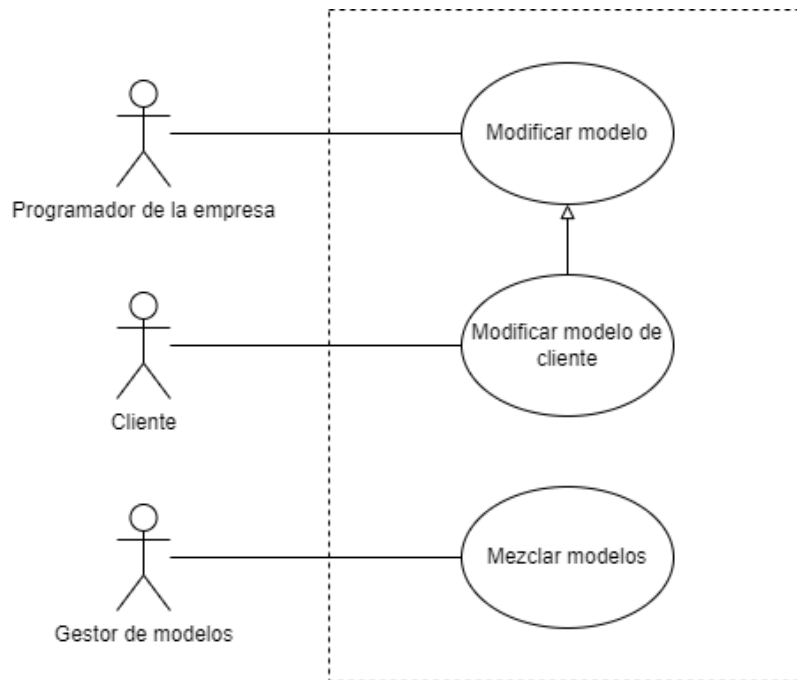 Modificar modelo
Programador de la empresa
Modificar modelo de
cliente
Cliente
Mezclar modelos
Gestor de modelos